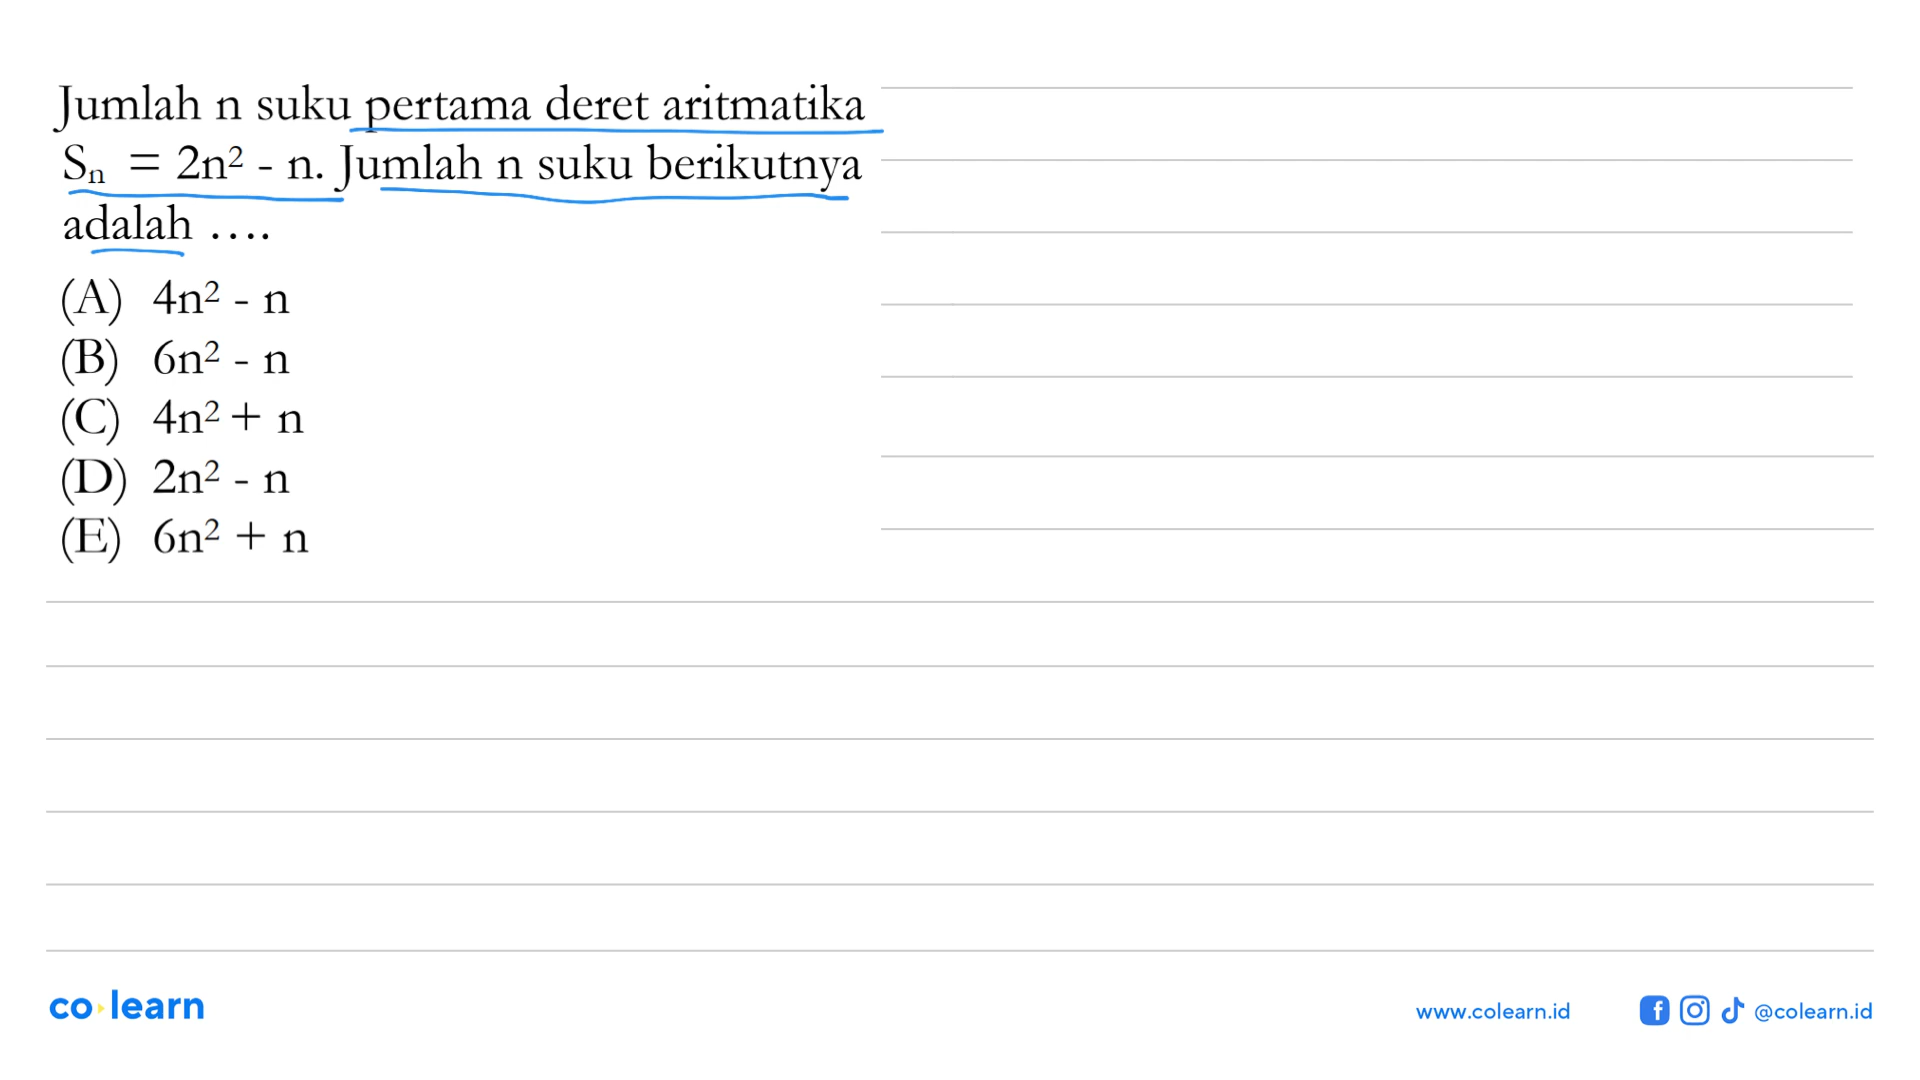 Jumlah n suku pertama deret aritmatika
Sₙ = 2n² - n. Jumlah n suku berikutnya
adalah ....
(A) 4n² - n
(B) 6n² - n
(C) 4n² + n
(D) 2n² - n
(E) 6n² + n
co learn
www.colearn.id
@colearn.id